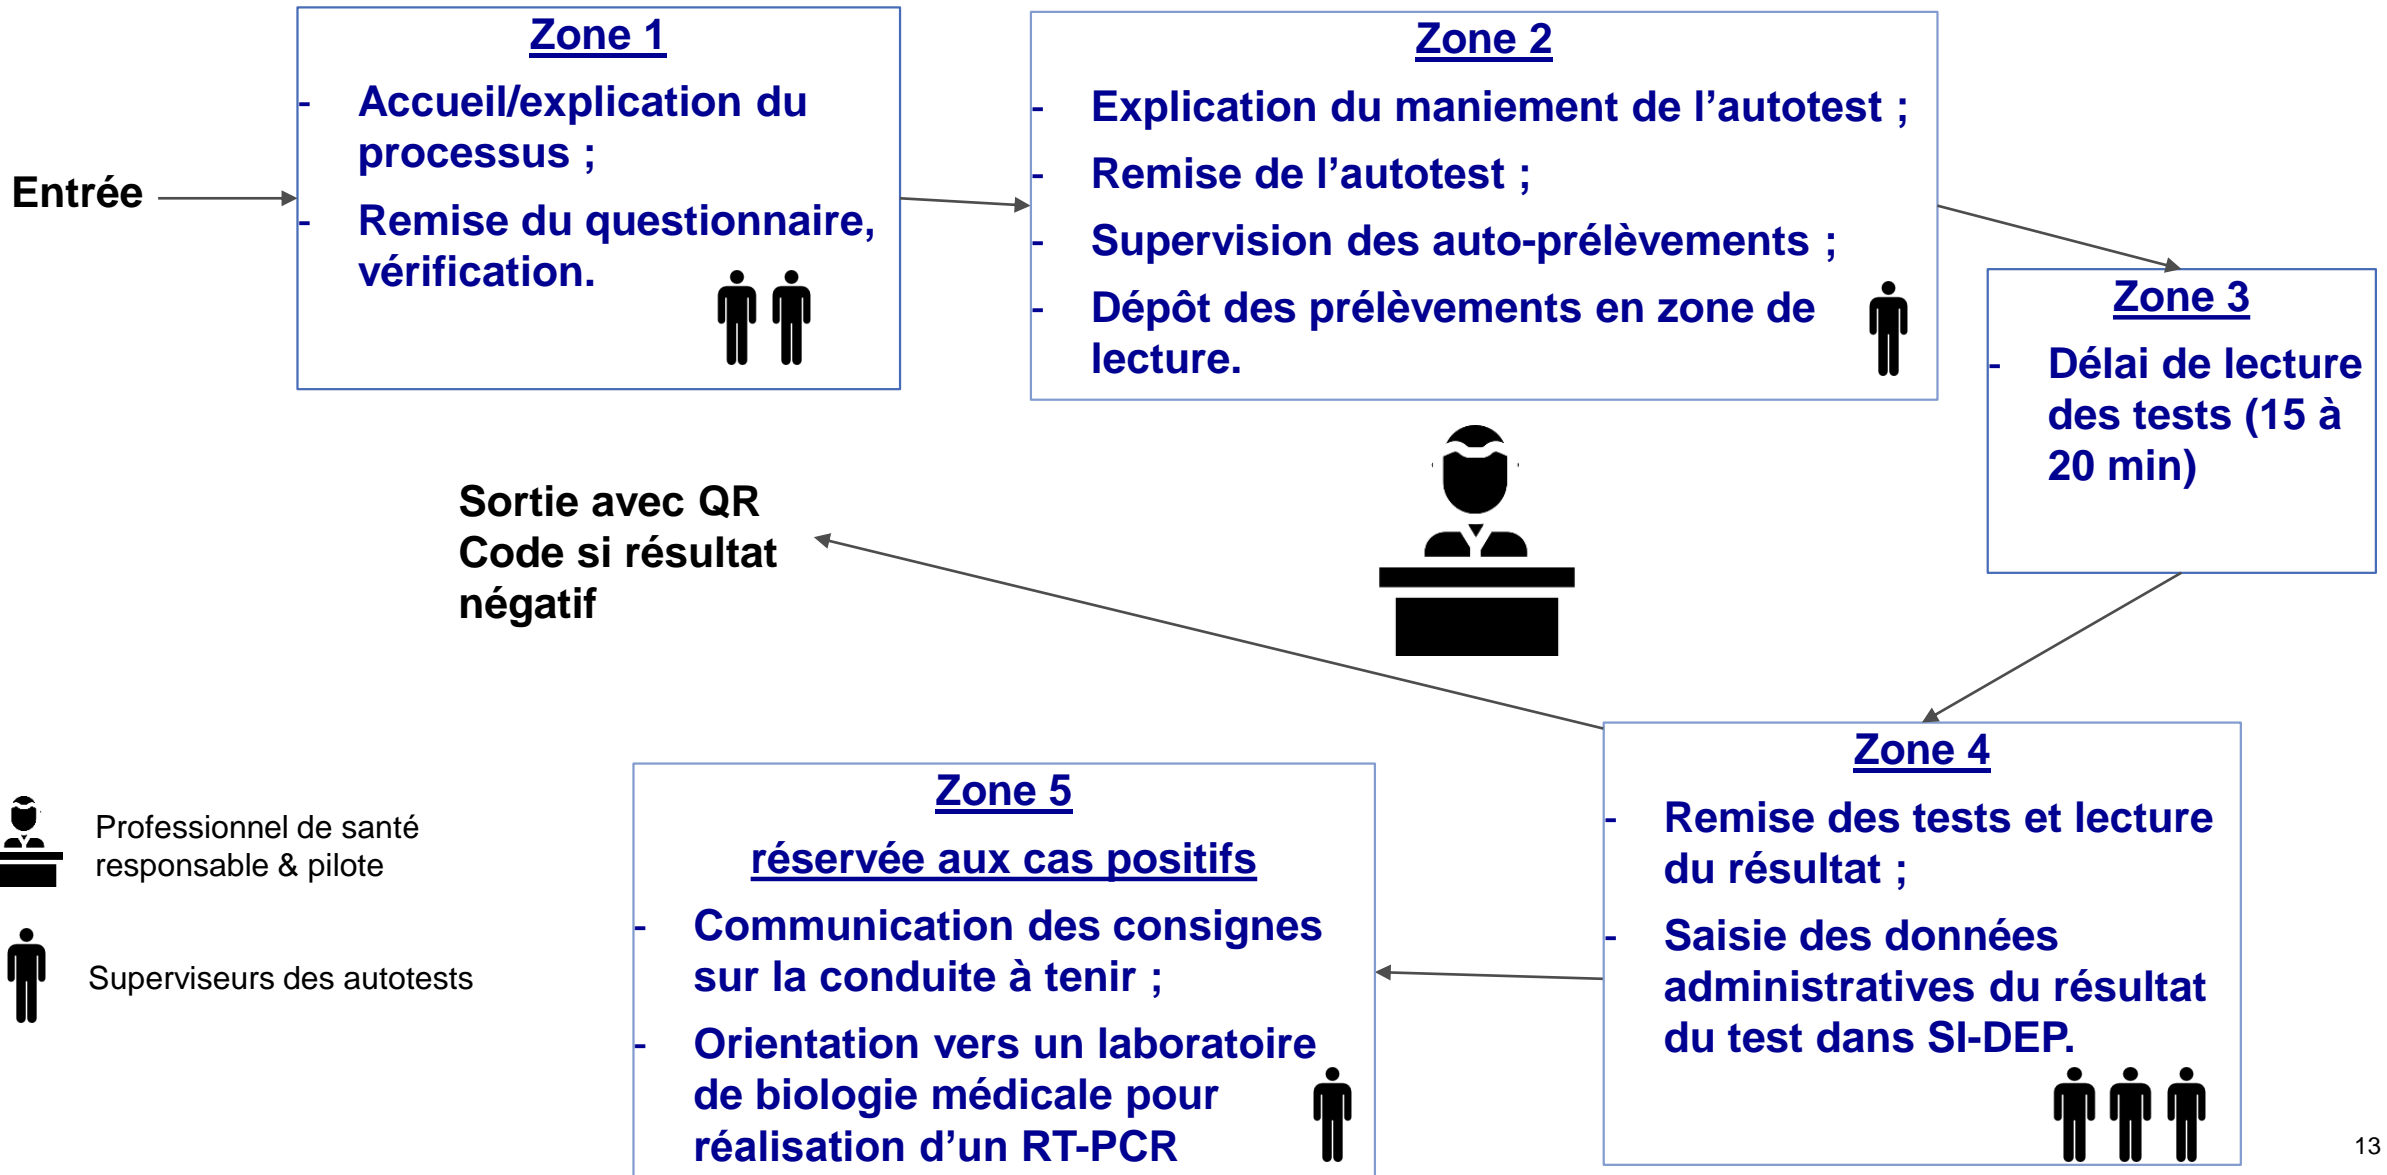 Zone 1
- Accueil/explication du
processus ;
- Remise du questionnaire,
vérification.
Entrée
Zone 2
- Explication du maniement de l’autotest ;
- Remise de l’autotest ;
- Supervision des auto-prélèvements ;
- Dépôt des prélèvements en zone de
lecture.
Zone 3
- Délai de lecture
des tests (15 à
20 min)
Sortie avec QR
Code si résultat
négatif
Zone 4
- Remise des tests et lecture
du résultat ;
- Saisie des données
administratives du résultat
du test dans SI-DEP.
Zone 5
réservée aux cas positifs
- Communication des consignes
sur la conduite à tenir ;
- Orientation vers un laboratoire
de biologie médicale pour
réalisation d’un RT-PCR
Professionnel de santé
responsable & pilote
Superviseurs des autotests
13